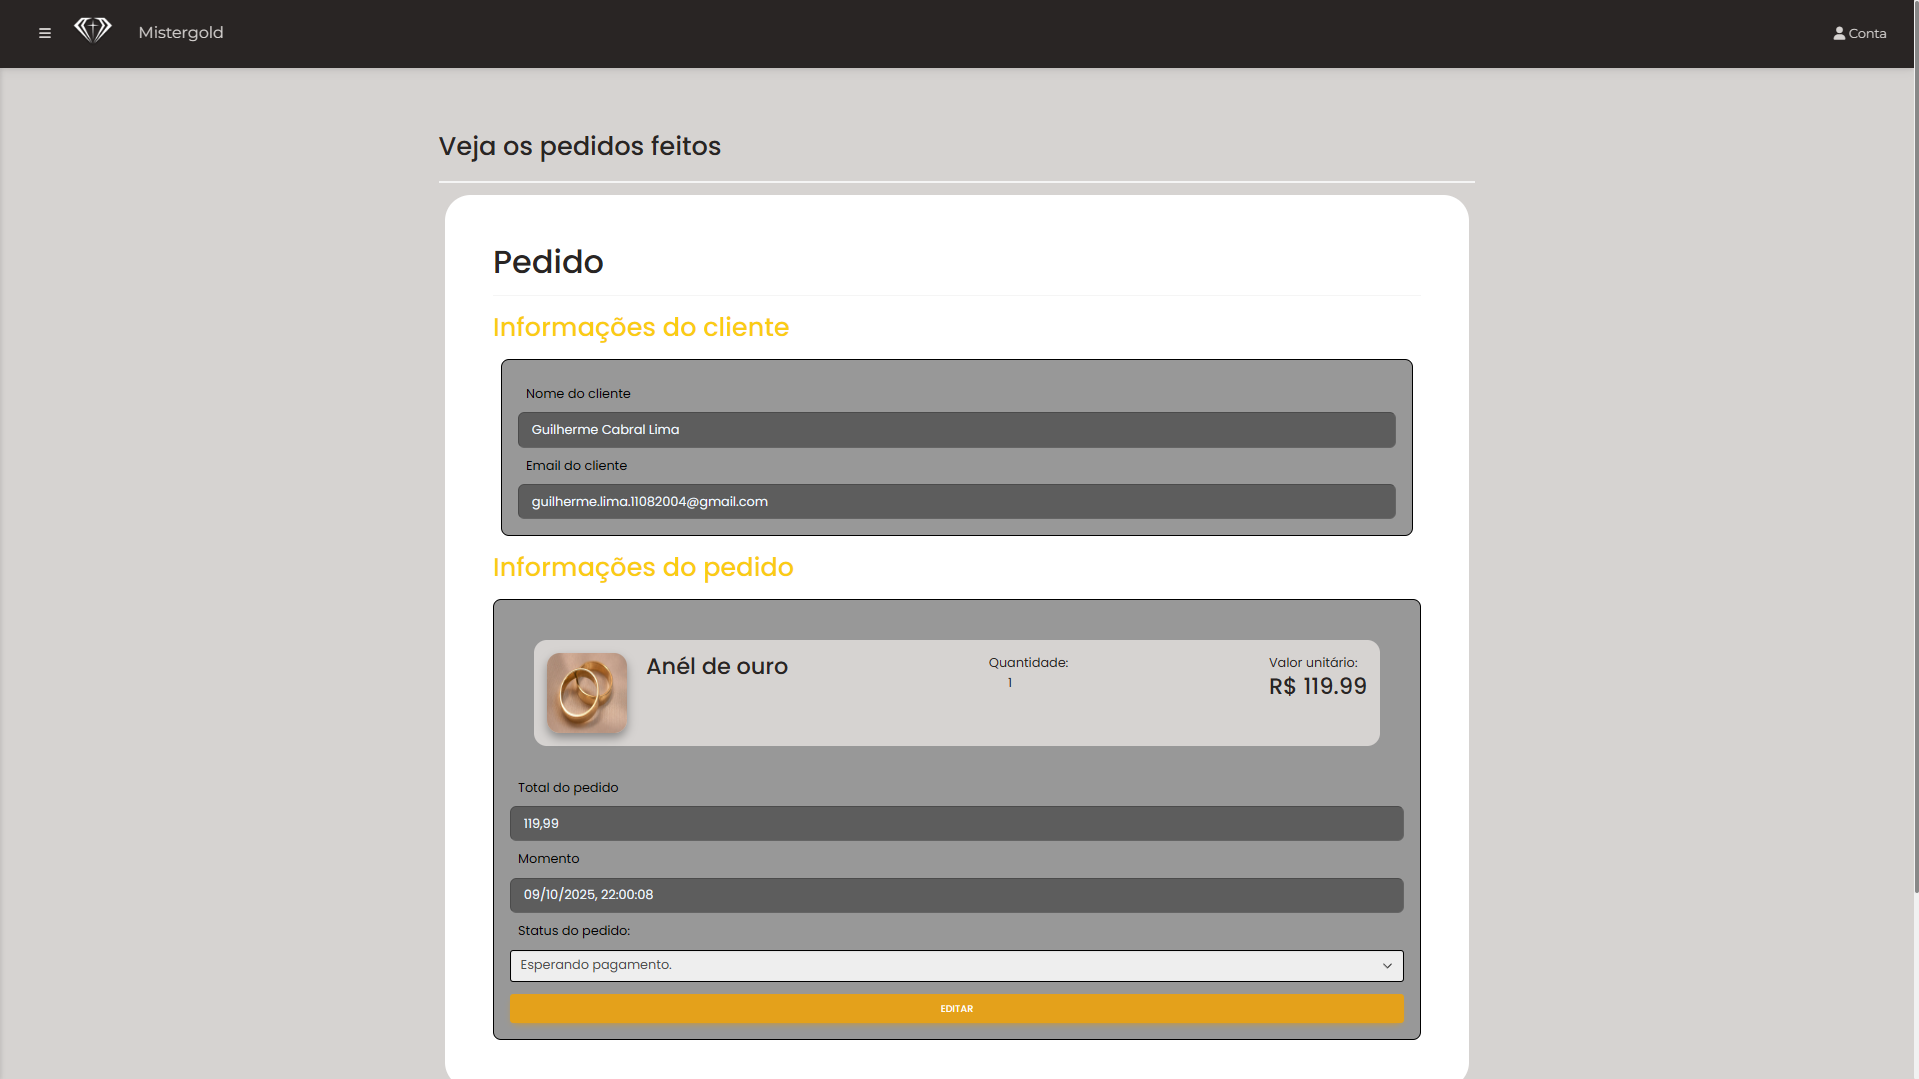 Mistergold
Conta
Veja os pedidos feitos
Pedido
Informações do cliente
Nome do cliente
Guilherme Cabral Lima
Email do cliente
guilherme.lima.11082004@gmail.com
Informações do pedido
Anél de ouro
Quantidade:
1
Valor unitário:
R$ 119.99
Total do pedido
119,99
Momento
09/10/2025, 22:00:08
Status do pedido:
Esperando pagamento.
EDITAR